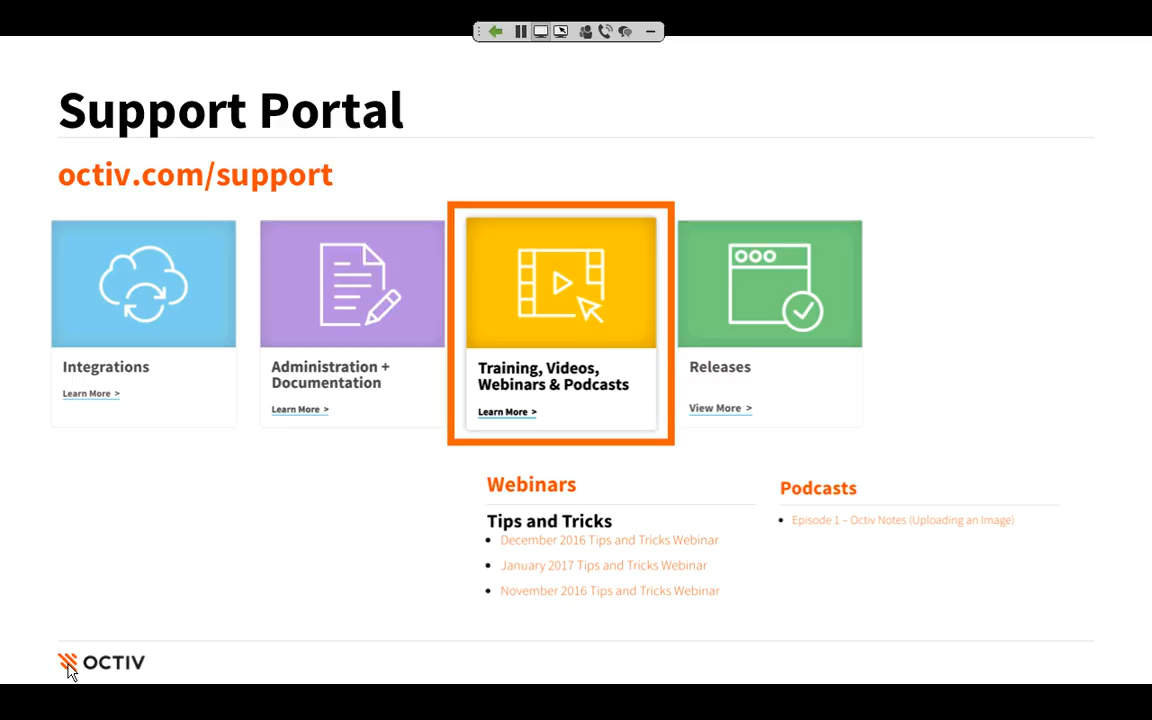 Support Portal
octiv.com/support
Integrations
Learn More >
Administration +
Documentation
Learn More >
Training, Videos,
Webinars & Podcasts
Learn More >
Releases
View More >
Webinars
Tips and Tricks
December 2016 Tips and Tricks Webinar
January 2017 Tips and Tricks Webinar
November 2016 Tips and Tricks Webinar
Podcasts
Episode 1 – Octiv Notes (Uploading an Image)
OCTIV